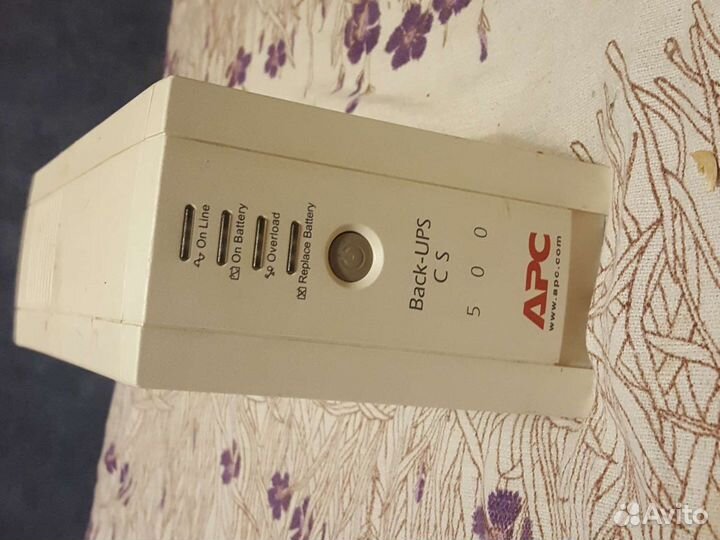 On Line
On Battery
Overload
Replace Battery
Back-UPS
CS
500
APC
www.apc.com
Avito